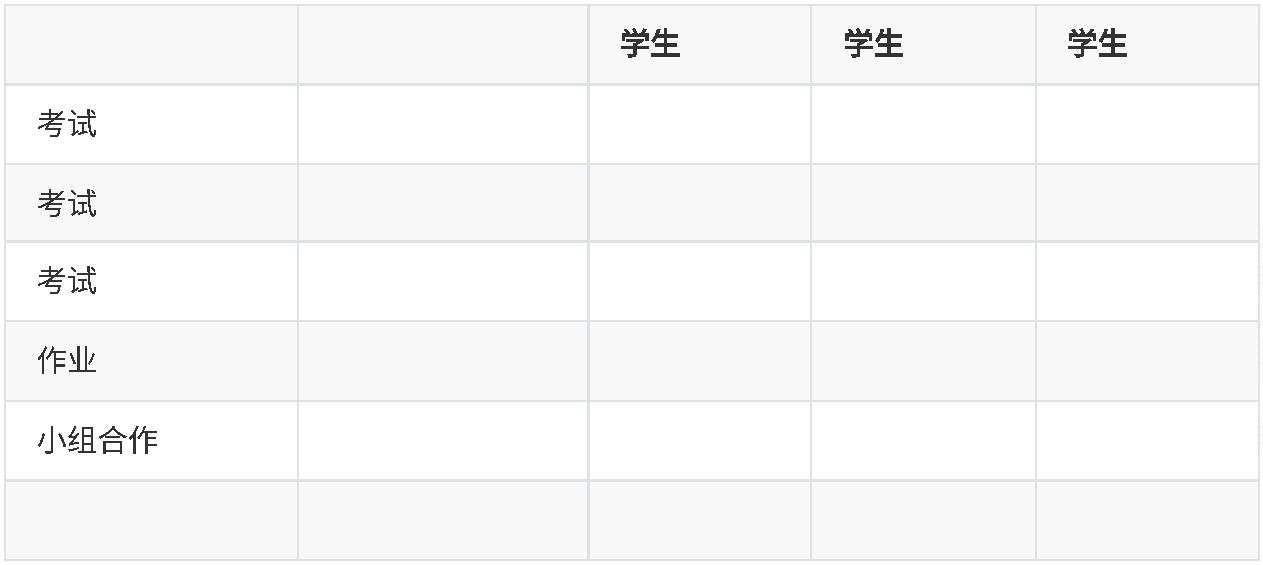 学生 学生 学生
考试
考试
考试
作业
小组合作